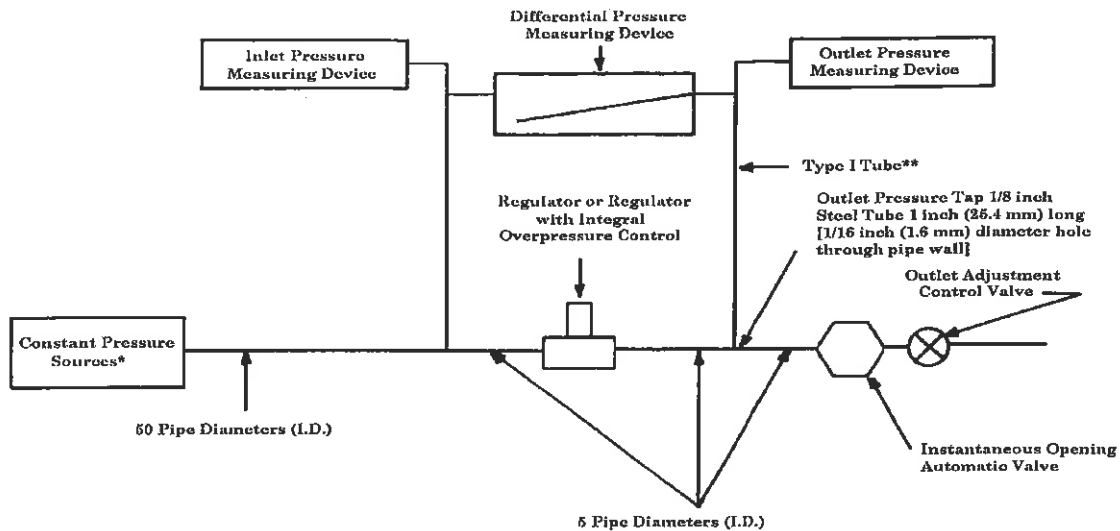 Differential Pressure
Measuring Device
Inlet Pressure
Measuring Device
Outlet Pressure
Measuring Device
Type I Tube**
Regulator or Regulator
with Integral
Overpressure Control
Outlet Pressure Tap 1/8 inch
Steel Tube 1 inch (25.4 mm) long
[1/16 inch (1.6 mm) diameter hole
through pipe wall]
Outlet Adjustment
Control Valve
Constant Pressure
Sources*
50 Pipe Diameters (I.D.)
Instantaneous Opening
Automatic Valve
5 Pipe Diameters (I.D.)